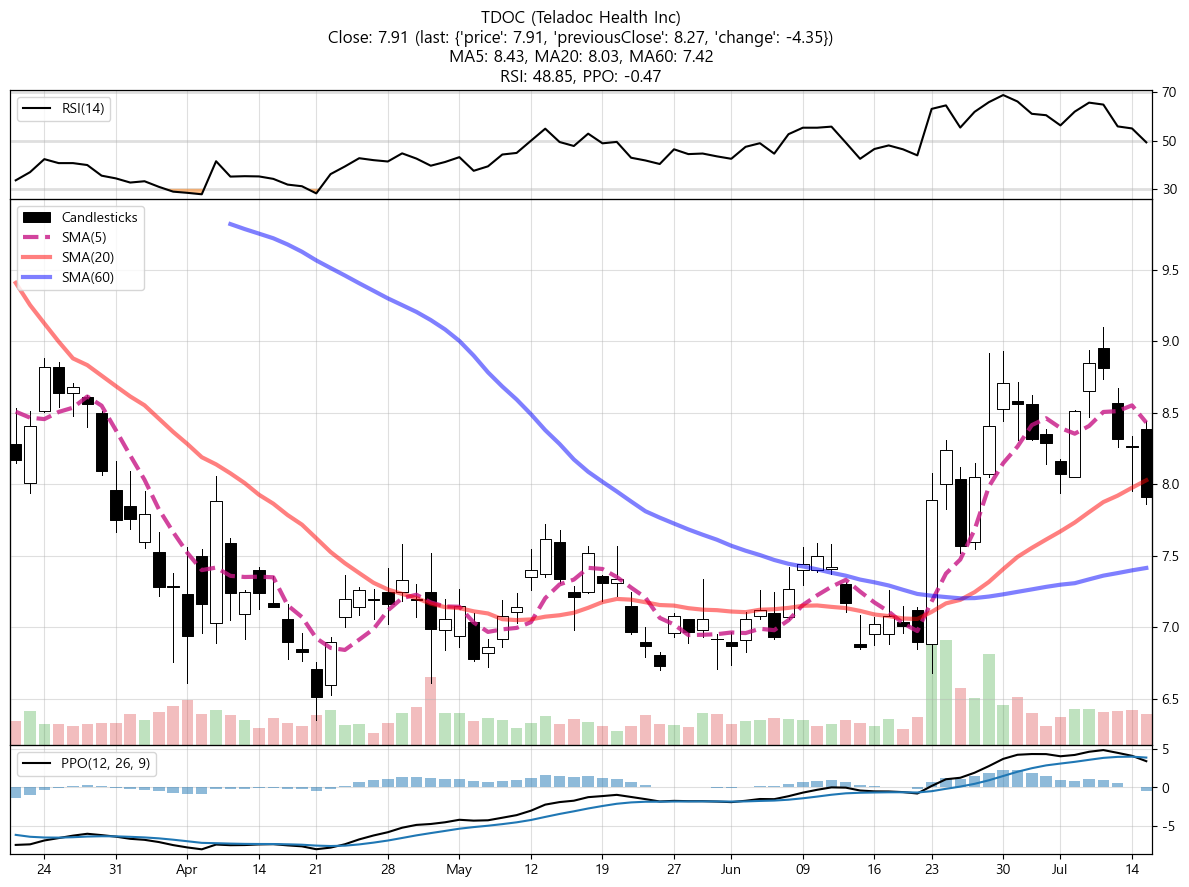 TDOC (Teladoc Health Inc)
Close: 7.91 (last: {'price': 7.91, 'previousClose': 8.27, 'change': -4.35})
MA5: 8.43, MA20: 8.03, MA60: 7.42
RSI: 48.85, PPO: -0.47
RSI(14)
70
50
30
Candlesticks
SMA(5)
SMA(20)
SMA(60)
9.5
9.0
8.5
8.0
7.5
7.0
6.5
PPO(12, 26, 9)
5
0
-5
24 31 Apr 14 21 28 May 12 19 27 Jun 09 16 23 Jul 14